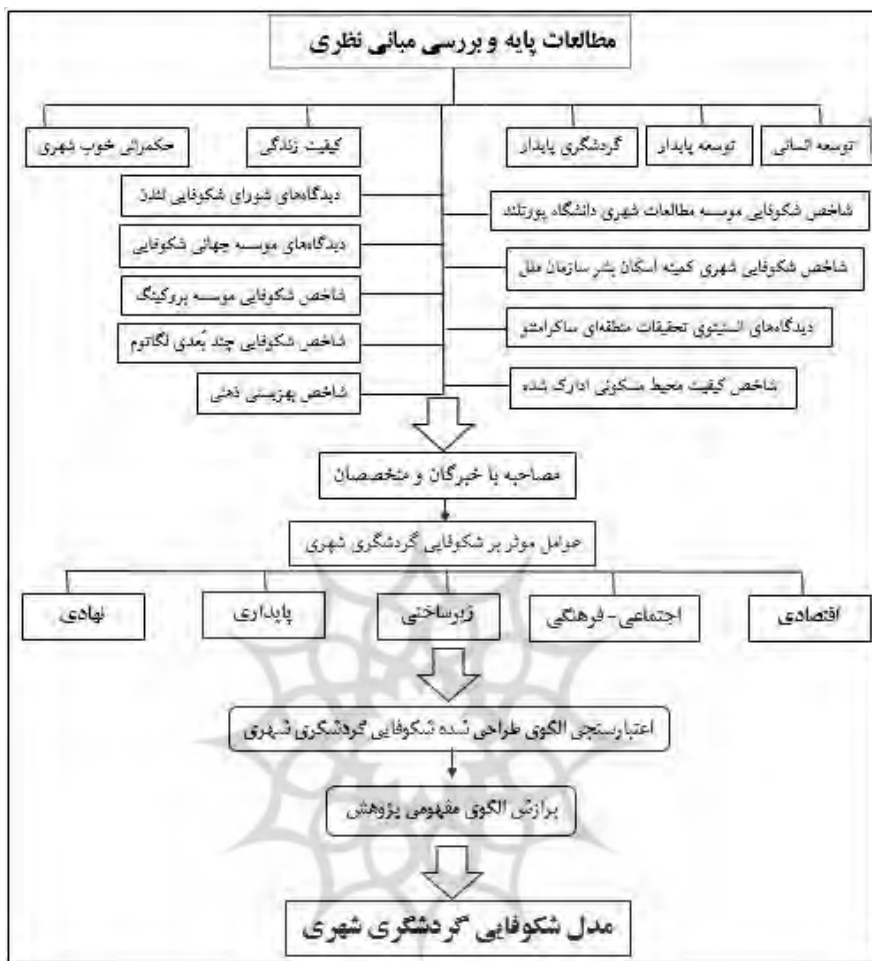 مطالعات پایه و بررسی مبانی نظری
توسعه انسانی
توسعه پایدار
گردشگری پایدار
کیفیت زندگی
حکمرانی خوب شهری
شاخص شکوفایی موسسه مطالعات شهری دانشگاه پورتلند
شاخص شکوفایی شهری کمیته اسکان بشر سازمان ملل
دیدگاه‌های انستیتوی تحقیقات منطقه‌ای ساکرامنتو
شاخص کیفیت محیط مسکونی ادارک شده
دیدگاه‌های شورای شکوفایی لندن
دیدگاه‌های موسسه جهانی شکوفایی
شاخص شکوفایی موسسه بروکینگ
شاخص شکوفایی چند بُعدی لگاتوم
شاخص بهزیستی ذهنی
مصاحبه با خبرگان و متخصصان
عوامل موثر بر شکوفایی گردشگری شهری
اقتصادی
اجتماعی-فرهنگی
زیرساختی
پایداری
نهادی
اعتبارسنجی الگوی طراحی شده شکوفایی گردشگری شهری
برازش الگوی مفهومی پژوهش
مدل شکوفایی گردشگری شهری